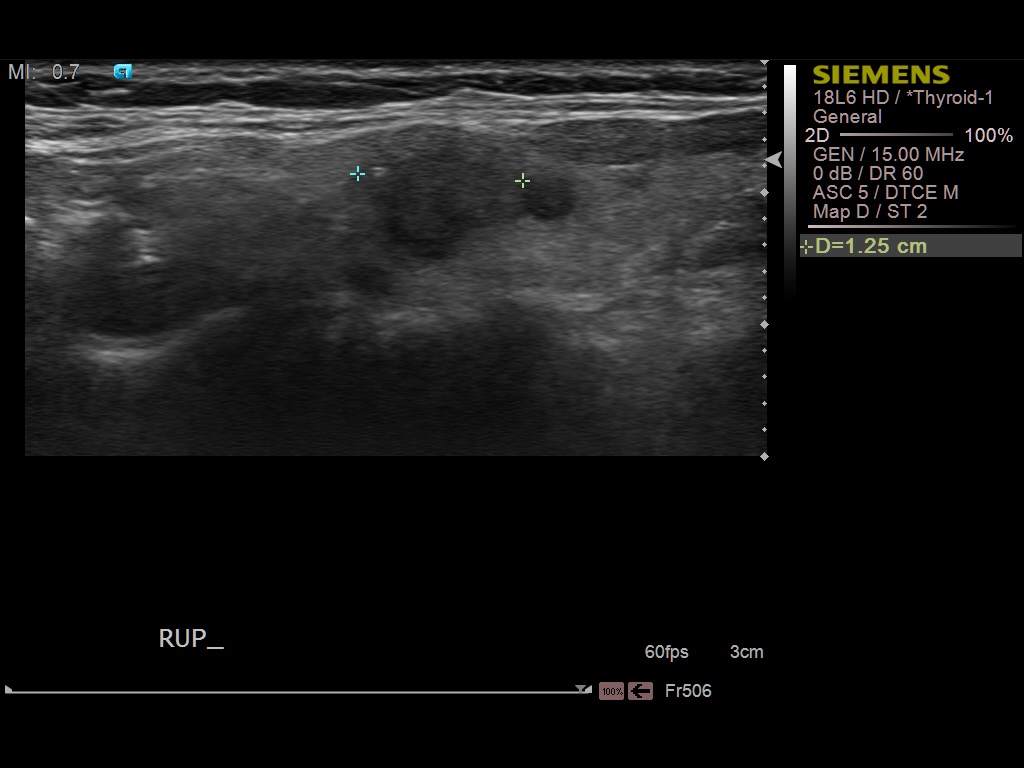 MI: 0.7
SIEMENS
18L6 HD / *Thyroid-1
General
2D 100%
GEN / 15.00 MHz
0 dB / DR 60
ASC 5 / DTCE M
Map D / ST 2
D=1.25 cm
RUP_
60fps 3cm
100% Fr506